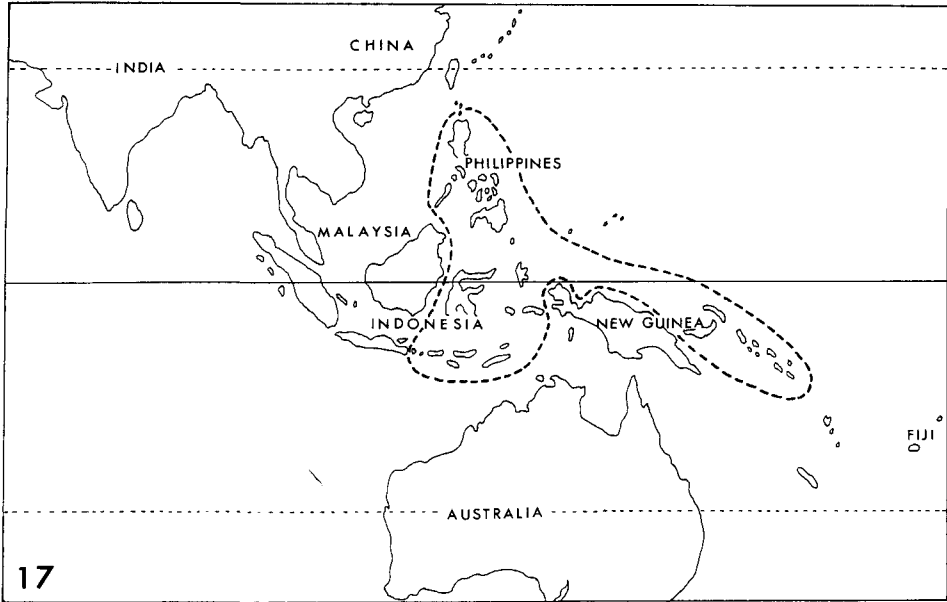 CHINA
INDIA
PHILIPPINES
MALAYSIA
INDONESIA
NEW GUINEA
FIJI
AUSTRALIA
17